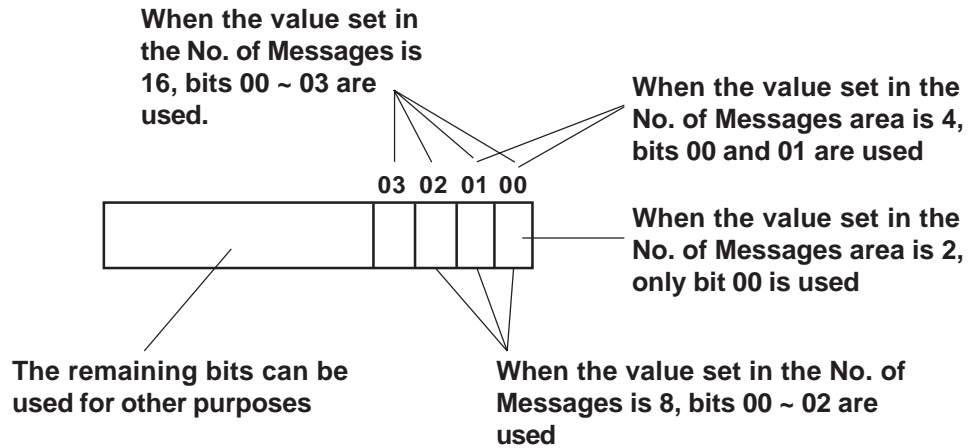 When the value set in
the No. of Messages is
16, bits 00 ~ 03 are
used.
When the value set in the
No. of Messages area is 4,
bits 00 and 01 are used
03 02 01 00
When the value set in the
No. of Messages area is 2,
only bit 00 is used
The remaining bits can be
used for other purposes
When the value set in the No. of
Messages is 8, bits 00 ~ 02 are
used